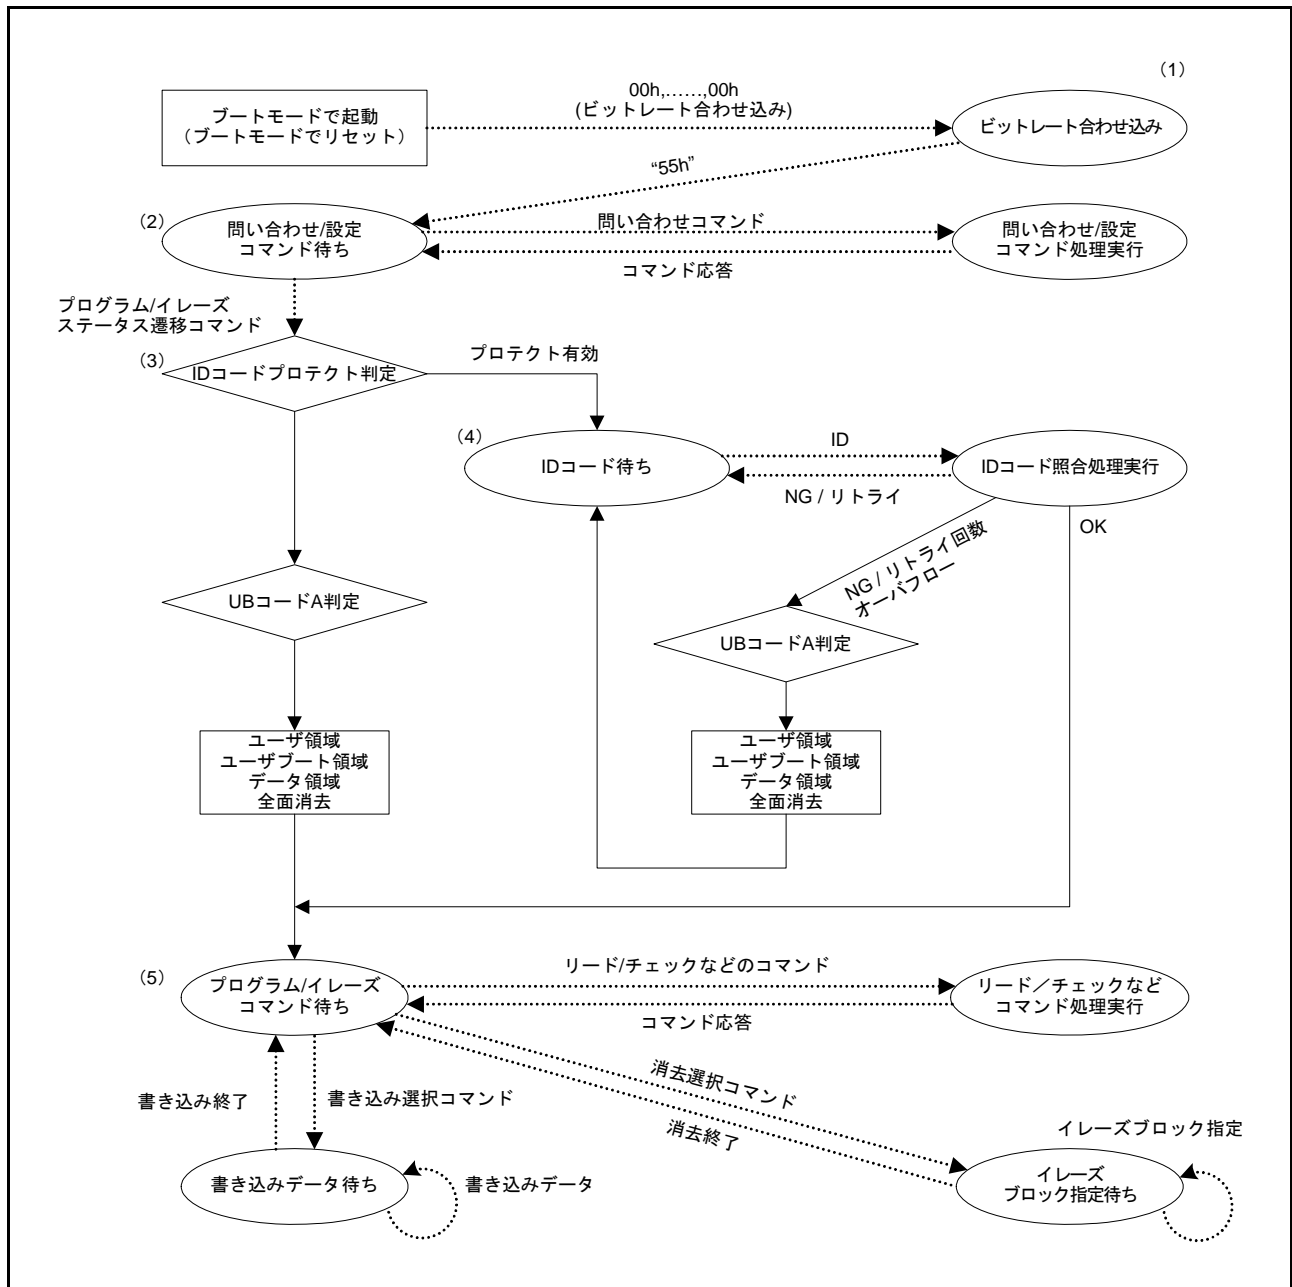 (1)
00h,……,00h
(ビットレート合わせ込み)
ブートモードで起動
(ブートモードでリセット)
ビットレート合わせ込み
“55h”
(2)
問い合わせ/設定
コマンド待ち
問い合わせコマンド
コマンド応答
問い合わせ/設定
コマンド処理実行
プログラム/イレーズ
ステータス遷移コマンド
(3)
IDコードプロテクト判定
プロテクト有効
(4)
IDコード待ち
ID
NG / リトライ
IDコード照合処理実行
OK
NG / リトライ回数
オーバフロー
UBコードA判定
UBコードA判定
ユーザ領域
ユーザブート領域
データ領域
全面消去
ユーザ領域
ユーザブート領域
データ領域
全面消去
(5)
プログラム/イレーズ
コマンド待ち
リード/チェックなどのコマンド
コマンド応答
リード/チェックなど
コマンド処理実行
消去選択コマンド
消去終了
書き込み終了
書き込み選択コマンド
イレーズブロック指定
書き込みデータ待ち
書き込みデータ
イレーズ
ブロック指定待ち